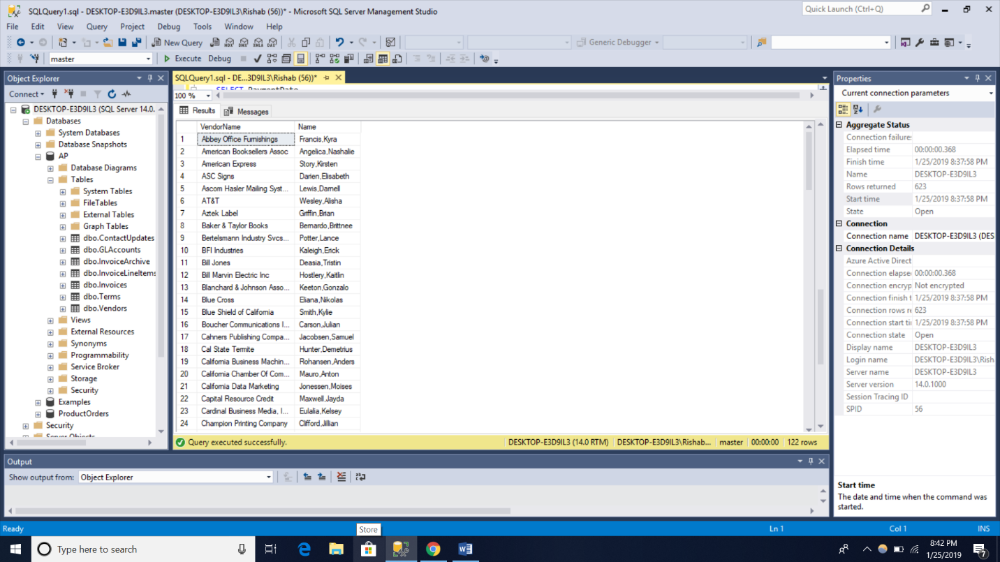 SQLQuery1.sql - DESKTOP-E3D9IL3.master (DESKTOP-E3D9IL3\Rishab (56))* - Microsoft SQL Server Management Studio
Quick Launch (Ctrl+Q)
File Edit View Query Project Debug Tools Window Help
New Query
MDX DMX XMLA DAX
Generic Debugger
master
Execute Debug
Object Explorer
Connect
DESKTOP-E3D9IL3 (SQL Server 14.0.
Databases
System Databases
Database Snapshots
AP
Database Diagrams
Tables
System Tables
FileTables
External Tables
Graph Tables
dbo.ContactUpdates
dbo.GLAccounts
dbo.InvoiceArchive
dbo.InvoiceLineItems
dbo.Invoices
dbo.Terms
dbo.Vendors
Views
External Resources
Synonyms
Programmability
Service Broker
Storage
Security
Examples
ProductOrders
Security
Server Objects
SQLQuery1.sql - DE...3D9IL3\Rishab (56))*
SELECT PaymentDate
100 %
Results Messages
VendorName Name
1 Abbey Office Furnishings Francis,Kyra
2 American Booksellers Assoc Angelica,Nashalie
3 American Express Story,Kirsten
4 ASC Signs Darien,Elisabeth
5 Ascom Hasler Mailing Syst... Lewis,Darnell
6 AT&T Wesley,Alisha
7 Aztek Label Griffin,Brian
8 Baker & Taylor Books Bernardo,Brittnee
9 Bertelsmann Industry Svcs... Potter,Lance
10 BFI Industries Kaleigh,Erick
11 Bill Jones Deasia,Tristin
12 Bill Marvin Electric Inc Hostlery,Kaitlin
13 Blanchard & Johnson Asso... Keeton,Gonzalo
14 Blue Cross Eliana,Nikolas
15 Blue Shield of California Smith,Kylie
16 Boucher Communications I... Carson,Julian
17 Cahners Publishing Compa... Jacobsen,Samuel
18 Cal State Termite Hunter,Demetrius
19 California Business Machin... Rohansen,Anders
20 California Chamber Of Com... Mauro,Anton
21 California Data Marketing Jonessen,Moises
22 Capital Resource Credit Maxwell,Jayda
23 Cardinal Business Media, I... Eulalia,Kelsey
24 Champion Printing Company Clifford,Jillian
Query executed successfully. DESKTOP-E3D9IL3 (14.0 RTM) DESKTOP-E3D9IL3\Rishab... master 00:00:00 122 rows
Properties
Current connection parameters
Aggregate Status
Connection failures
Elapsed time 00:00:00.368
Finish time 1/25/2019 8:37:58 PM
Name DESKTOP-E3D9IL3
Rows returned 623
Start time 1/25/2019 8:37:58 PM
State Open
Connection
Connection name DESKTOP-E3D9IL3 (DES
Connection Details
Azure Active Direct
Connection elapse 00:00:00.368
Connection encryp Not encrypted
Connection finish t 1/25/2019 8:37:58 PM
Connection rows re 623
Connection start ti 1/25/2019 8:37:58 PM
Connection state Open
Display name DESKTOP-E3D9IL3
Login name DESKTOP-E3D9IL3\Rish
Server name DESKTOP-E3D9IL3
Server version 14.0.1000
Session Tracing ID
SPID 56
Start time
The date and time when the command was
started.
Output
Show output from: Object Explorer
Ready Ln 1 Col 1 INS
Store
Type here to search
8:42 PM
1/25/2019
7